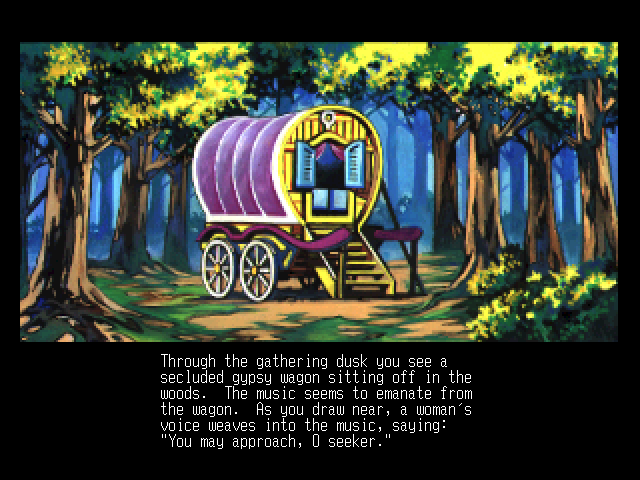 Through the gathering dusk you see a
secluded gypsy wagon sitting off in the
woods.  The music seems to emanate from
the wagon.  As you draw near, a woman's
voice weaves into the music, saying:
"You may approach, O seeker."